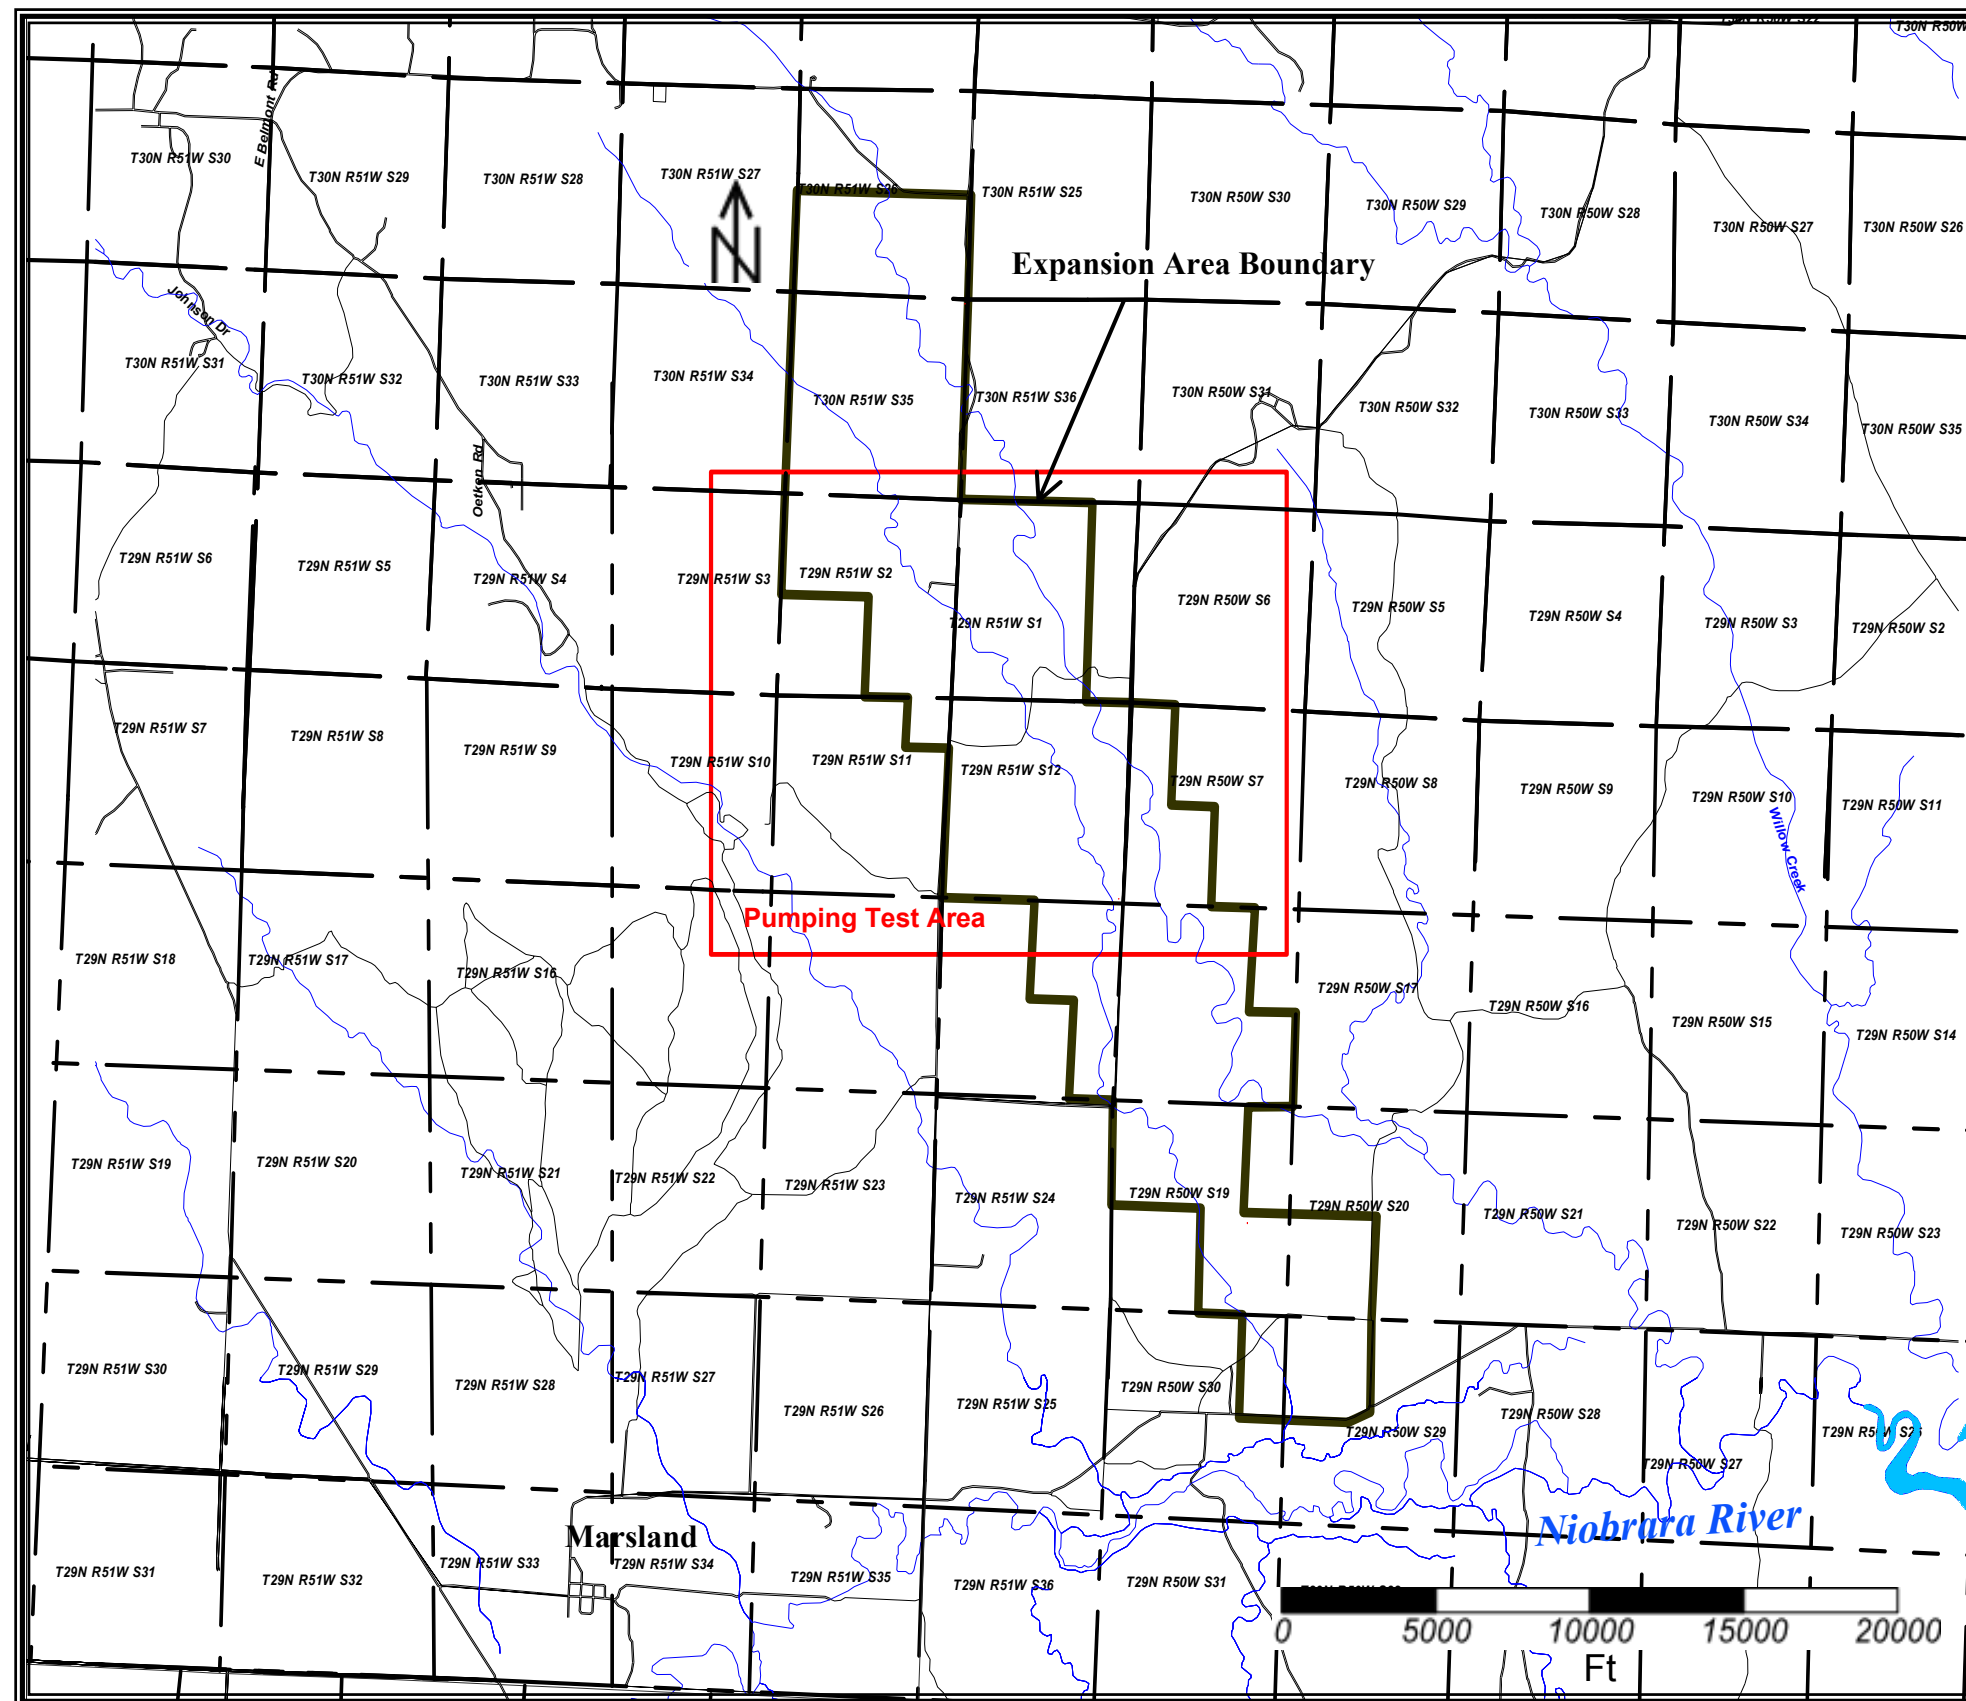 T30N R50W S22
T30N R50W
E Belmont Rd
T30N R51W S30
T30N R51W S29
T30N R51W S28
T30N R51W S27
T30N R51W S26
T30N R51W S25
T30N R50W S30
T30N R50W S29
T30N R50W S28
T30N R50W S27
T30N R50W S26
N
Expansion Area Boundary
Johnson Dr
T30N R51W S31
T30N R51W S32
T30N R51W S33
T30N R51W S34
T30N R51W S35
T30N R51W S36
T30N R50W S31
T30N R50W S32
T30N R50W S33
T30N R50W S34
T30N R50W S35
Oetken Rd
T29N R51W S6
T29N R51W S5
T29N R51W S4
T29N R51W S3
T29N R51W S2
T29N R51W S1
T29N R50W S6
T29N R50W S5
T29N R50W S4
T29N R50W S3
T29N R50W S2
T29N R51W S7
T29N R51W S8
T29N R51W S9
T29N R51W S10
T29N R51W S11
T29N R51W S12
T29N R50W S7
T29N R50W S8
T29N R50W S9
T29N R50W S10
T29N R50W S11
Willow Creek
Pumping Test Area
T29N R51W S18
T29N R51W S17
T29N R51W S16
T29N R50W S17
T29N R50W S16
T29N R50W S15
T29N R50W S14
T29N R51W S19
T29N R51W S20
T29N R51W S21
T29N R51W S22
T29N R51W S23
T29N R51W S24
T29N R50W S19
T29N R50W S20
T29N R50W S21
T29N R50W S22
T29N R50W S23
T29N R51W S30
T29N R51W S29
T29N R51W S28
T29N R51W S27
T29N R51W S26
T29N R51W S25
T29N R50W S30
T29N R50W S29
T29N R50W S28
T29N R50W S27
T29N R50W S26
Niobrara River
Marsland
T29N R51W S31
T29N R51W S32
T29N R51W S33
T29N R51W S34
T29N R51W S35
T29N R51W S36
T29N R50W S31
0 5000 10000 15000 20000
Ft